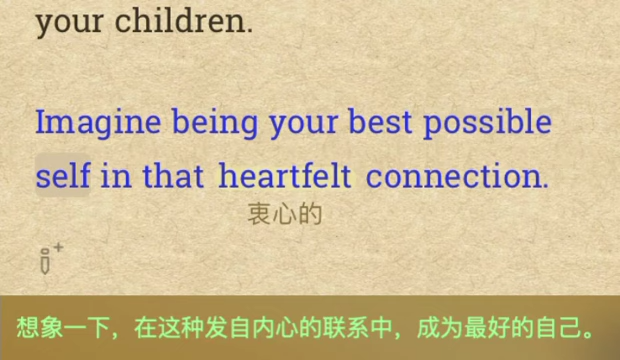 your children.
Imagine being your best possible
self in that heartfelt connection.
衷心的
想象一下，在这种发自内心的联系中，成为最好的自己。